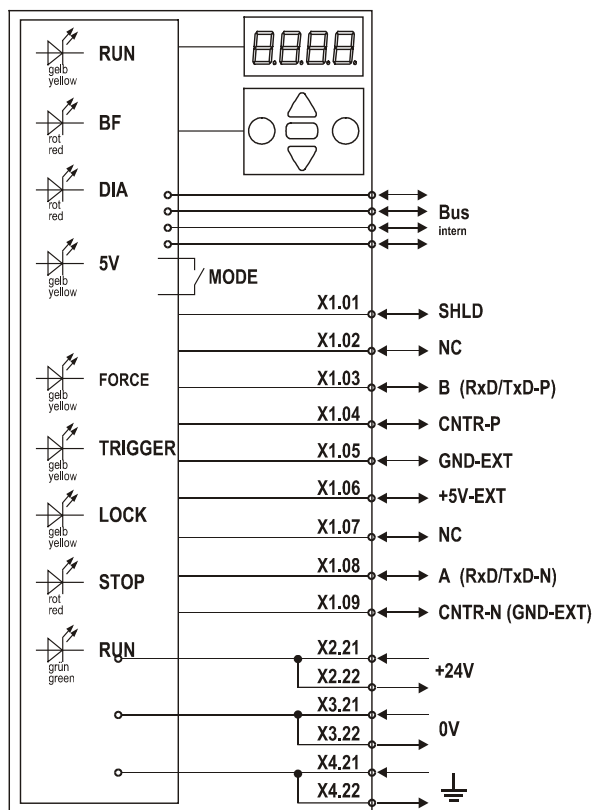 8.8.8.8
RUN
gelb
yellow
BF
rot
red
DIA
rot
red
Bus
intern
5V
gelb
yellow
MODE
X1.01 SHLD
X1.02 NC
FORCE
gelb
yellow
X1.03 B (RxD/TxD-P)
X1.04 CNTR-P
TRIGGER
gelb
yellow
X1.05 GND-EXT
X1.06 +5V-EXT
LOCK
gelb
yellow
X1.07 NC
STOP
rot
red
X1.08 A (RxD/TxD-N)
X1.09 CNTR-N (GND-EXT)
RUN
grün
green
X2.21
X2.22
+24V
X3.21
X3.22
0V
X4.21
X4.22